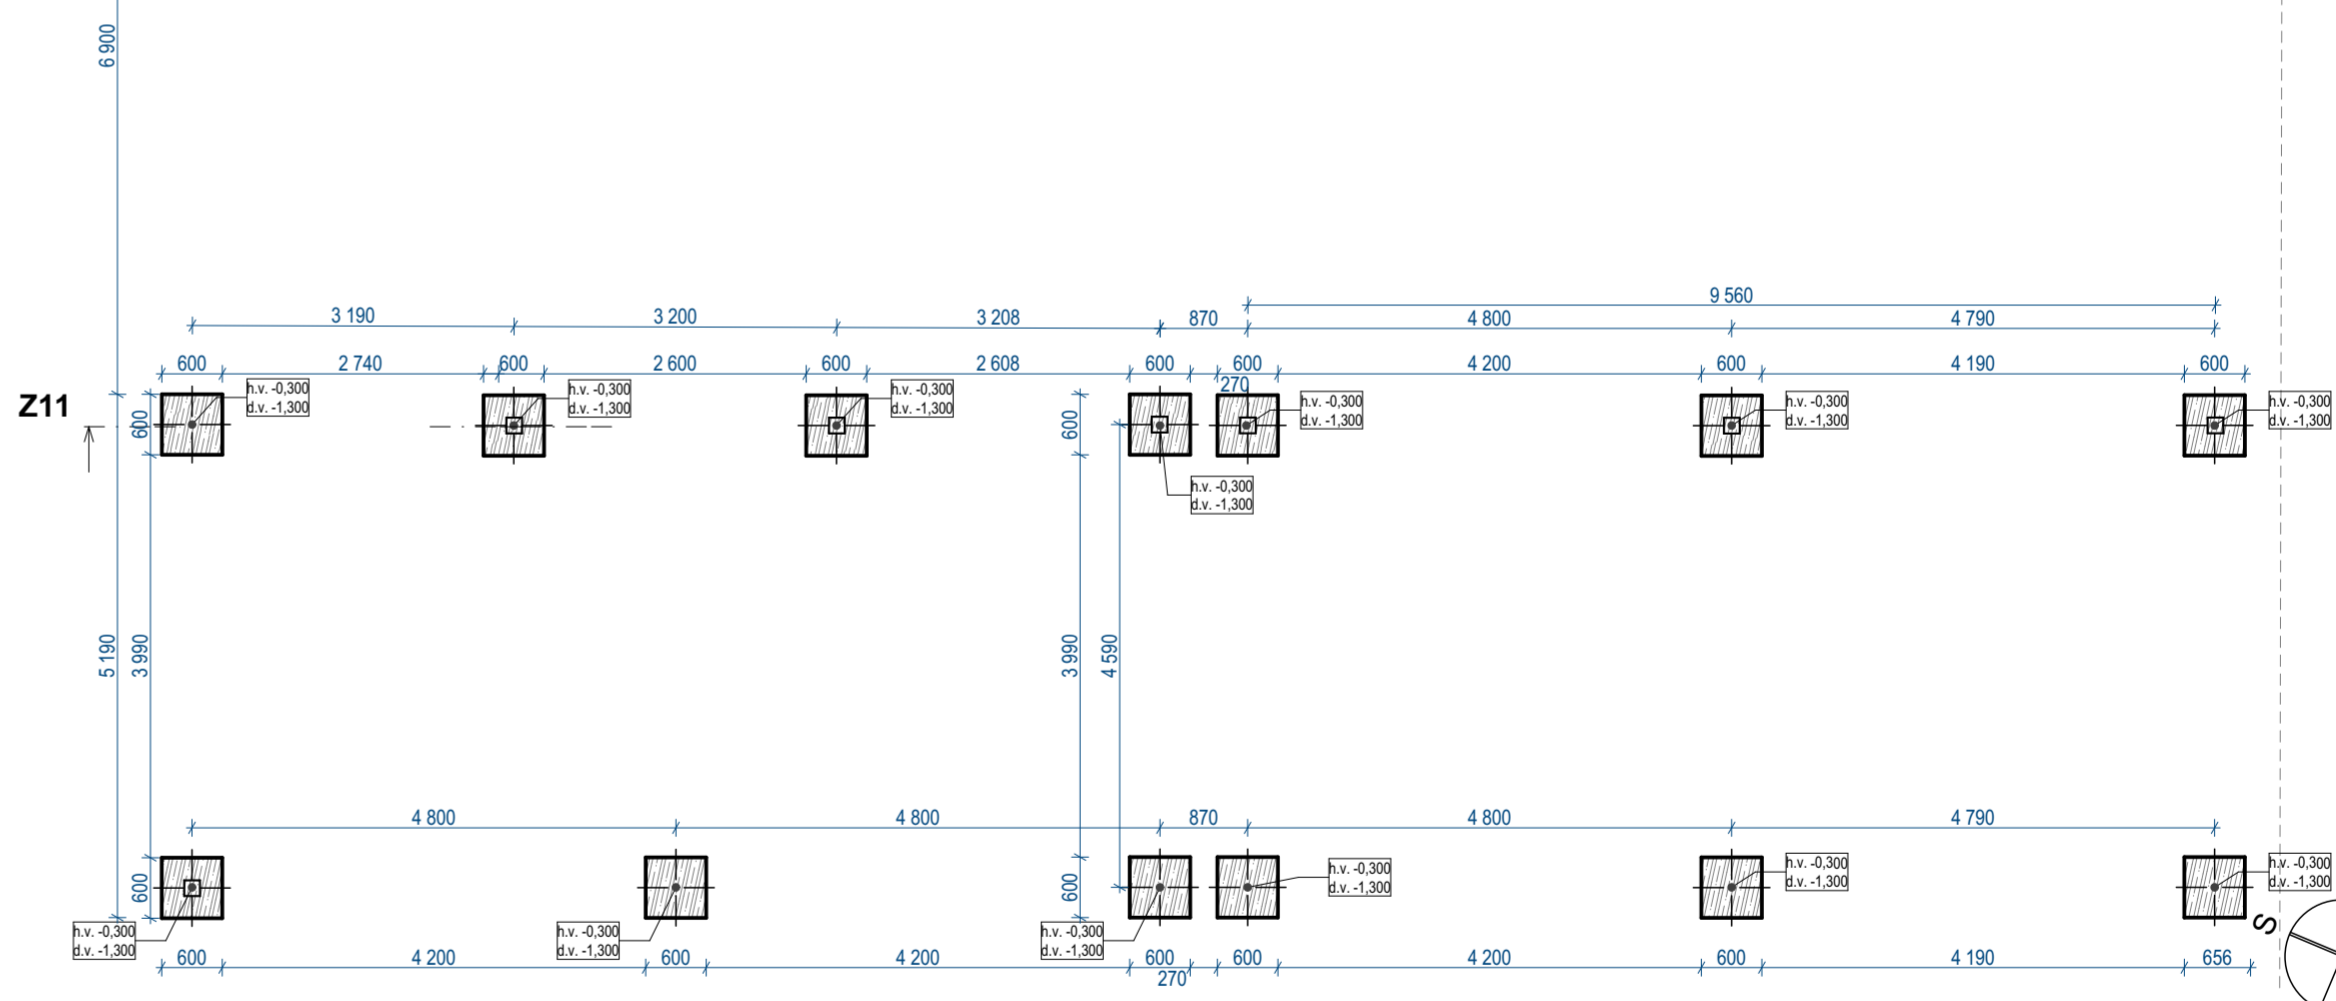 6 900
9 560
3 190
3 200
3 208
870
4 800
4 790
600
2 740
600
2 600
600
2 608
600
600
4 200
600
4 190
600
270
Z11
600
h.v. -0,300
d.v. -1,300
h.v. -0,300
d.v. -1,300
h.v. -0,300
d.v. -1,300
600
h.v. -0,300
d.v. -1,300
h.v. -0,300
d.v. -1,300
h.v. -0,300
d.v. -1,300
h.v. -0,300
d.v. -1,300
5 190
3 990
3 990
4 590
4 800
4 800
870
4 800
4 790
600
600
h.v. -0,300
d.v. -1,300
h.v. -0,300
d.v. -1,300
h.v. -0,300
d.v. -1,300
h.v. -0,300
d.v. -1,300
h.v. -0,300
d.v. -1,300
h.v. -0,300
d.v. -1,300
S
600
4 200
600
4 200
600
600
4 200
600
4 190
656
270